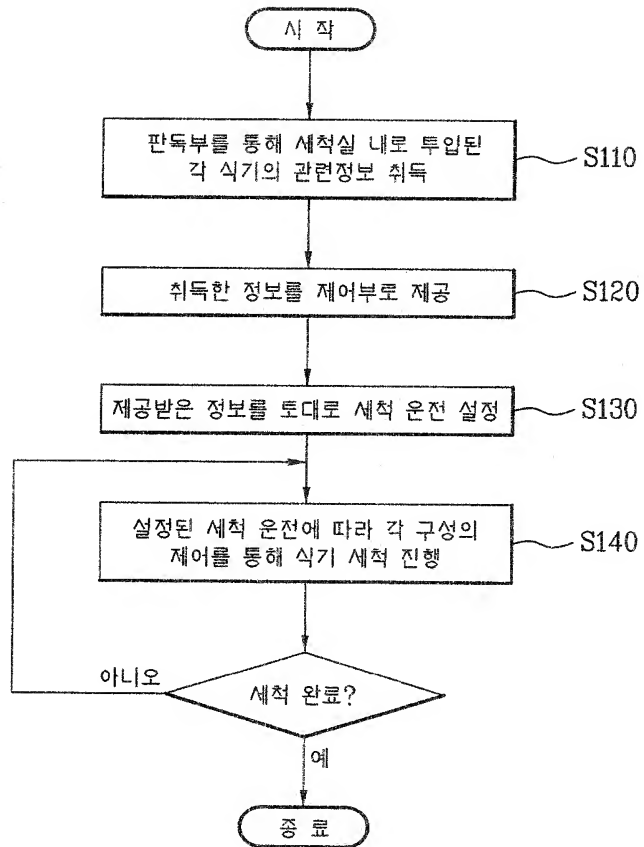 시 작
판독부를 통해 세척실 내로 투입된
각 식기의 관련정보 취득
S110
취득한 정보를 제어부로 제공
S120
제공받은 정보를 토대로 세척 운전 설정
S130
설정된 세척 운전에 따라 각 구성의
제어를 통해 식기 세척 진행
S140
아니오
세척 완료?
예
종 료